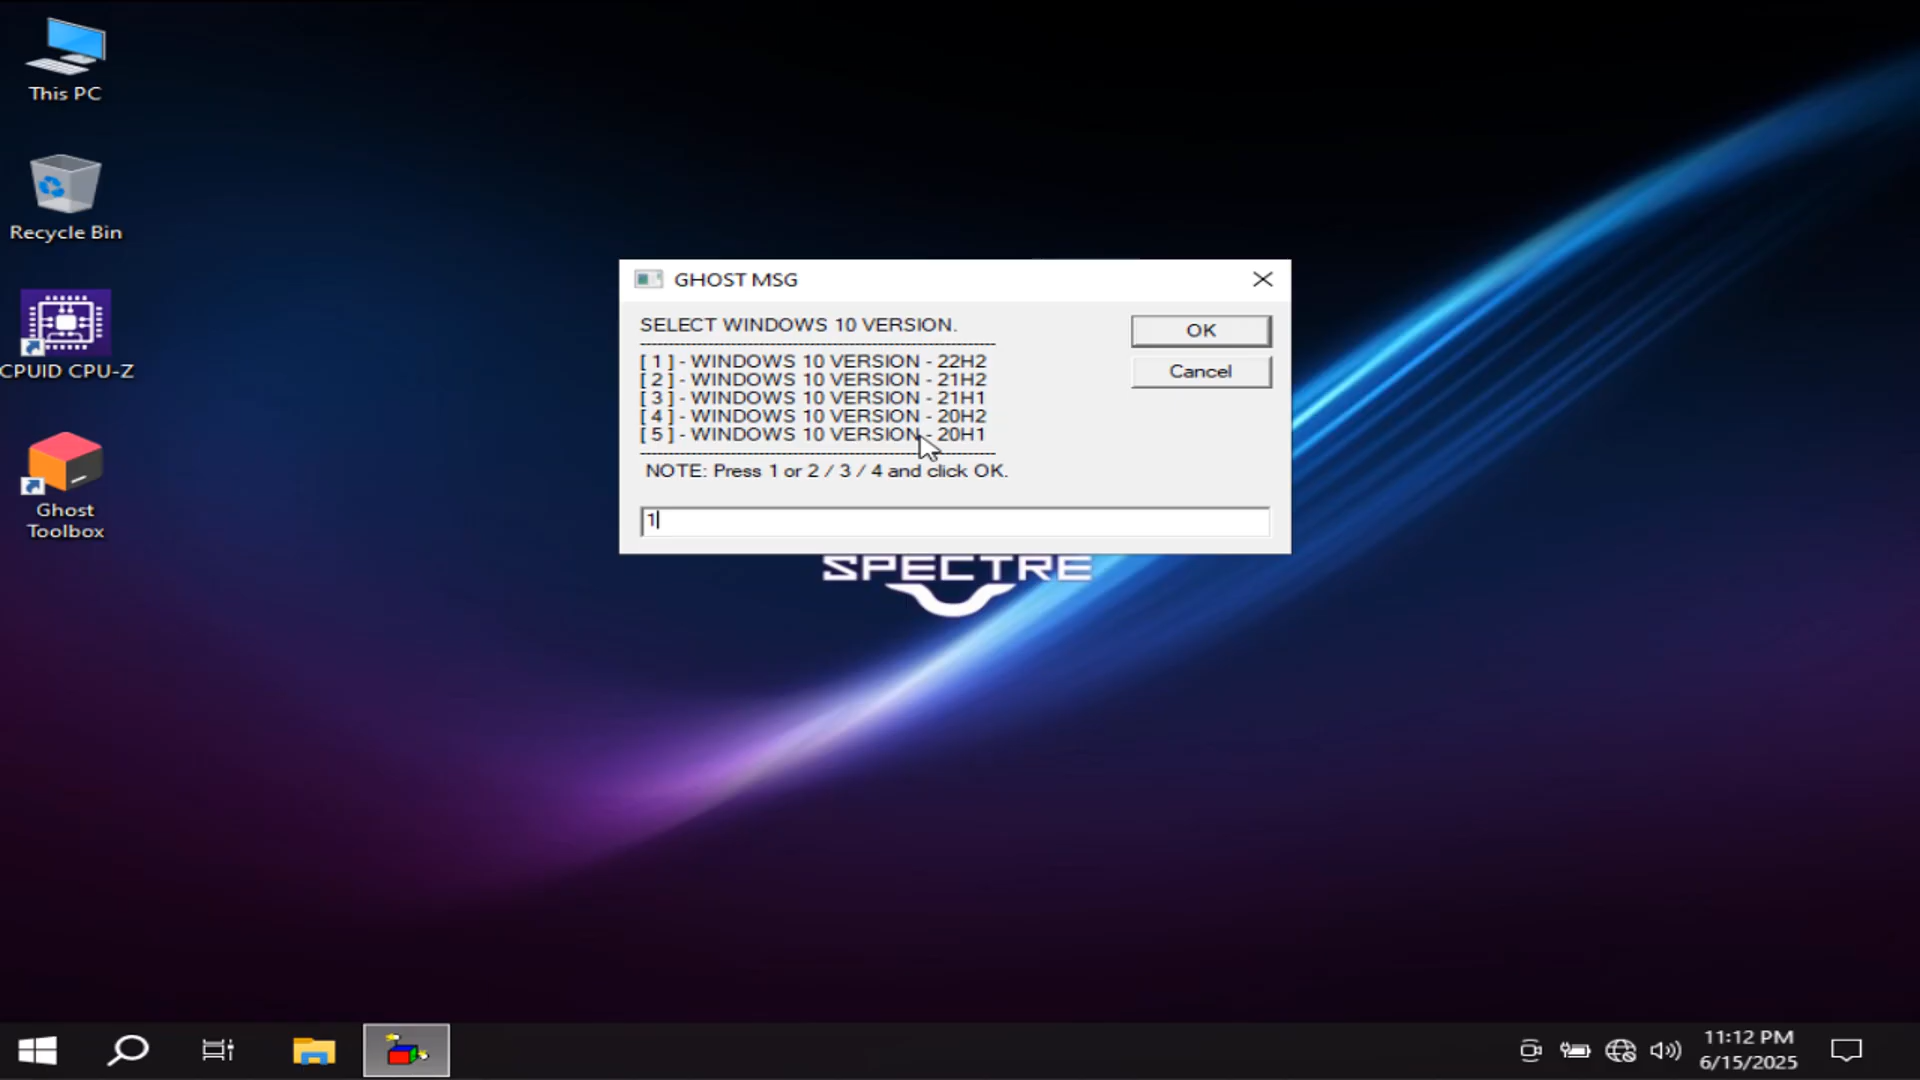 This PC
Recycle Bin
CPUID CPU-Z
Ghost
Toolbox
GHOST MSG
SELECT WINDOWS 10 VERSION.
[ 1 ] - WINDOWS 10 VERSION - 22H2
[ 2 ] - WINDOWS 10 VERSION - 21H2
[ 3 ] - WINDOWS 10 VERSION - 21H1
[ 4 ] - WINDOWS 10 VERSION - 20H2
[ 5 ] - WINDOWS 10 VERSION - 20H1
NOTE: Press 1 or 2 / 3 / 4 and click OK.
1
OK
Cancel
SPECTRE
11:12 PM
6/15/2025